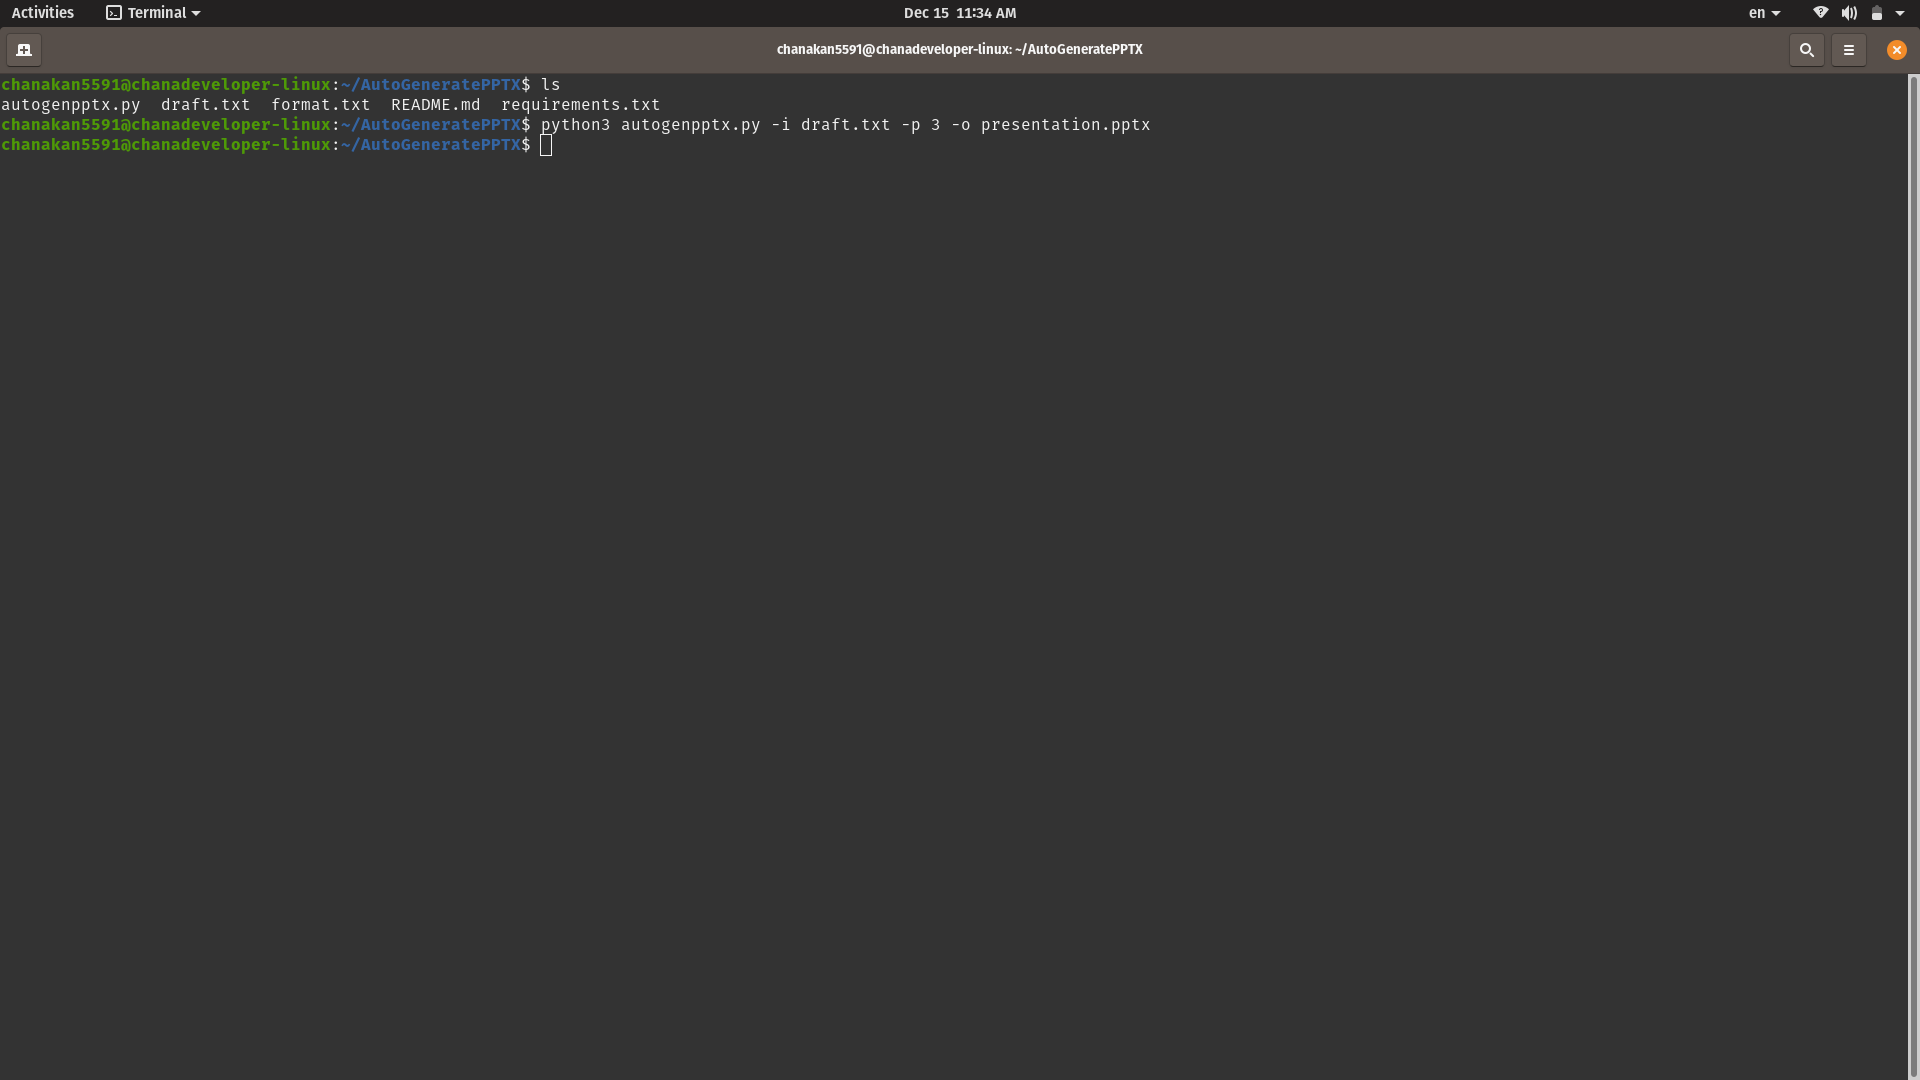 Activities Terminal Dec 15 11:34 AM en
chanakan5591@chanadeveloper-linux: ~/AutoGeneratePPTX
chanakan5591@chanadeveloper-linux:~/AutoGeneratePPTX$ ls
autogenpptx.py draft.txt format.txt README.md requirements.txt
chanakan5591@chanadeveloper-linux:~/AutoGeneratePPTX$ python3 autogenpptx.py -i draft.txt -p 3 -o presentation.pptx
chanakan5591@chanadeveloper-linux:~/AutoGeneratePPTX$